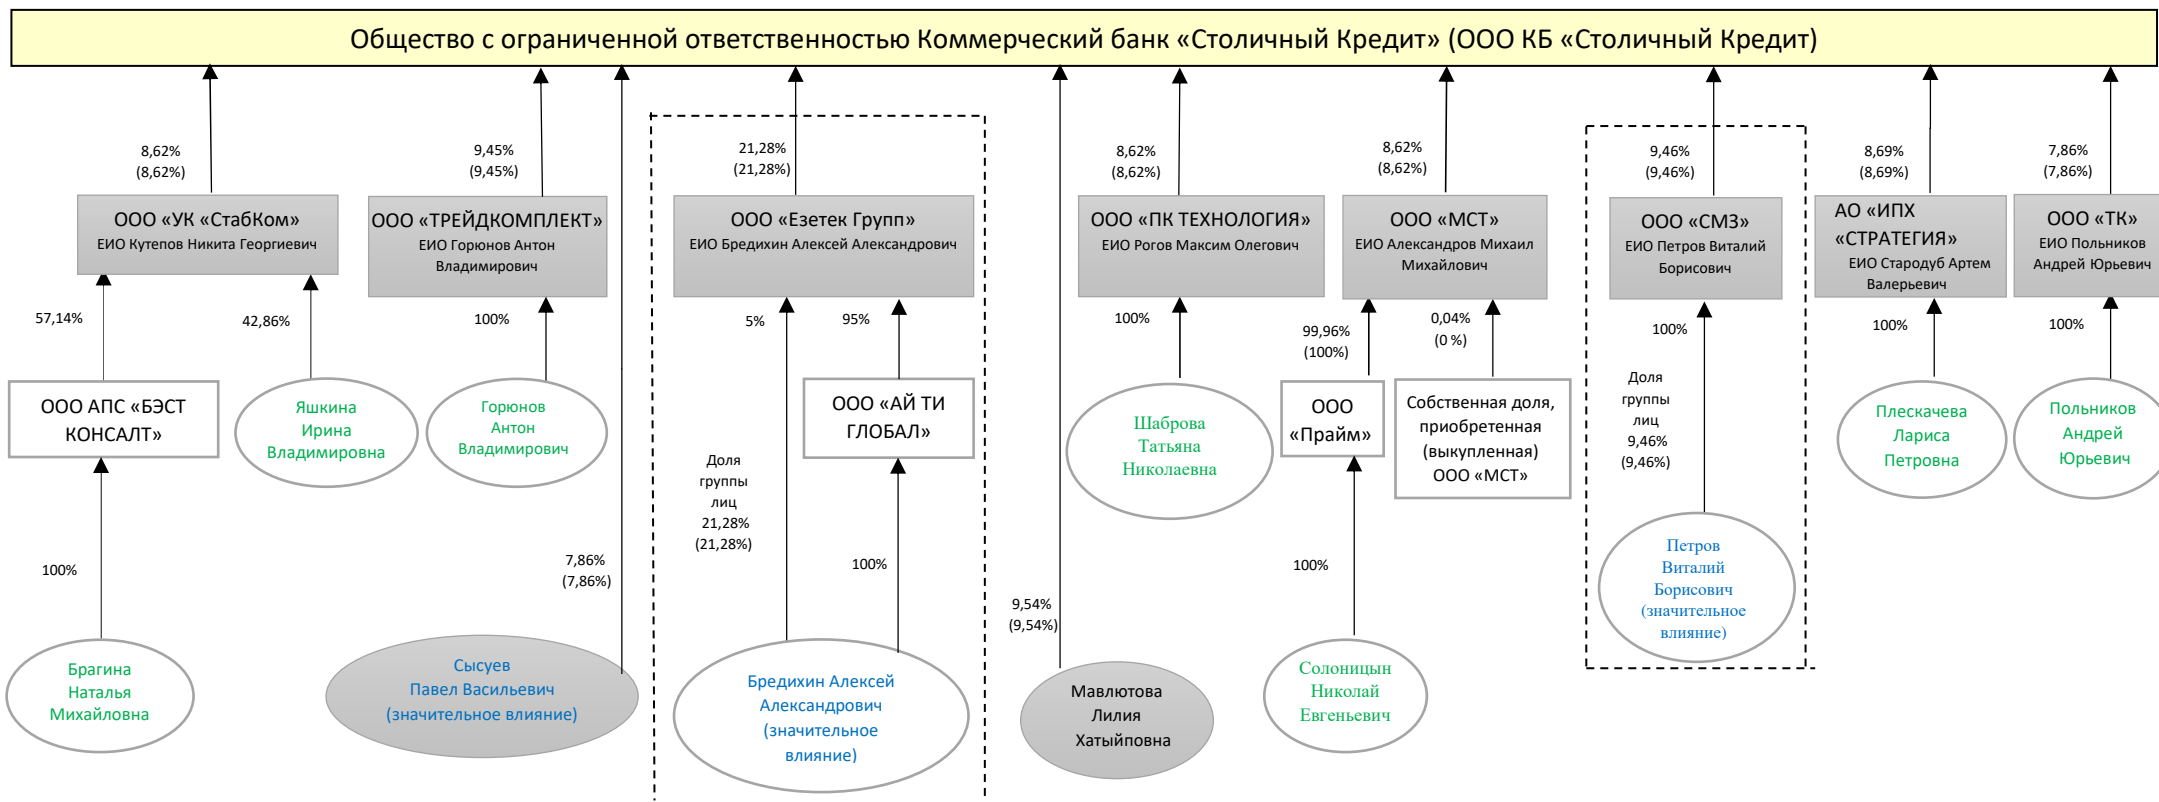 Общество с ограниченной ответственностью Коммерческий банк «Столичный Кредит» (ООО КБ «Столичный Кредит)
8,62%
(8,62%)
9,45%
(9,45%)
21,28%
(21,28%)
8,62%
(8,62%)
8,62%
(8,62%)
9,46%
(9,46%)
8,69%
(8,69%)
7,86%
(7,86%)
ООО «УК «СтабКом»
ЕИО Кутепов Никита Георгиевич
ООО «ТРЕЙДКОМПЛЕКТ»
ЕИО Горюнов Антон
Владимирович
ООО «Езетек Групп»
ЕИО Бредихин Алексей Александрович
ООО «ПК ТЕХНОЛОГИЯ»
ЕИО Рогов Максим Олегович
ООО «МСТ»
ЕИО Александров Михаил
Михайлович
ООО «СМЗ»
ЕИО Петров Виталий
Борисович
АО «ИПХ
«СТРАТЕГИЯ»
ЕИО Стародуб Артем
Валерьевич
ООО «ТК»
ЕИО Польников
Андрей Юрьевич
57,14%
42,86%
100%
5%
95%
100%
99,96%
(100%)
0,04%
(0 %)
100%
100%
100%
ООО АПС «БЭСТ
КОНСАЛТ»
Яшкина
Ирина
Владимировна
Горюнов
Антон
Владимирович
ООО «АЙ ТИ
ГЛОБАЛ»
Шаброва
Татьяна
Николаевна
ООО
«Прайм»
Собственная доля,
приобретенная
(выкупленная)
ООО «МСТ»
Доля
группы
лиц
9,46%
(9,46%)
Плескачева
Лариса
Петровна
Польников
Андрей
Юрьевич
Доля
группы
лиц
21,28%
(21,28%)
100%
7,86%
(7,86%)
100%
9,54%
(9,54%)
100%
Петров
Виталий
Борисович
(значительное
влияние)
Брагина
Наталья
Михайловна
Сысуев
Павел Васильевич
(значительное влияние)
Бредихин Алексей
Александрович
(значительное
влияние)
Мавлютова
Лилия
Хатыйповна
Солоницын
Николай
Евгеньевич